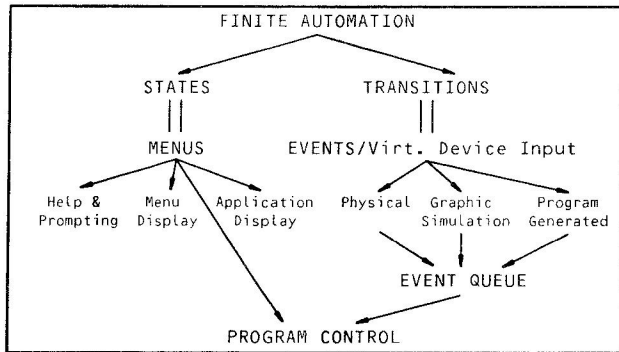 FINITE AUTOMATION
STATES
TRANSITIONS
MENUS
EVENTS/Virt. Device Input
Help &
Prompting
Menu
Display
Application
Display
Physical
Graphic
Simulation
Program
Generated
EVENT QUEUE
PROGRAM CONTROL